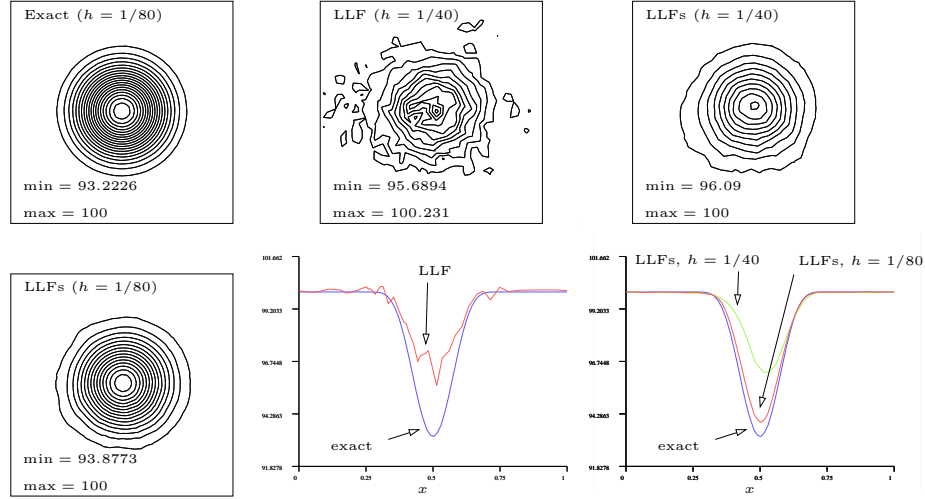 Exact (h = 1/80)
min = 93.2226
max = 100
LLF (h = 1/40)
min = 95.6894
max = 100.231
LLFs (h = 1/40)
min = 96.09
max = 100
LLFs (h = 1/80)
min = 93.8773
max = 100
101.662
99.2033
96.7448
94.2863
91.8278
0
0.25
0.5
0.75
1
x
LLF
exact
101.662
99.2033
96.7448
94.2863
91.8278
0
0.25
0.5
0.75
1
x
LLFs, h = 1/40
LLFs, h = 1/80
exact